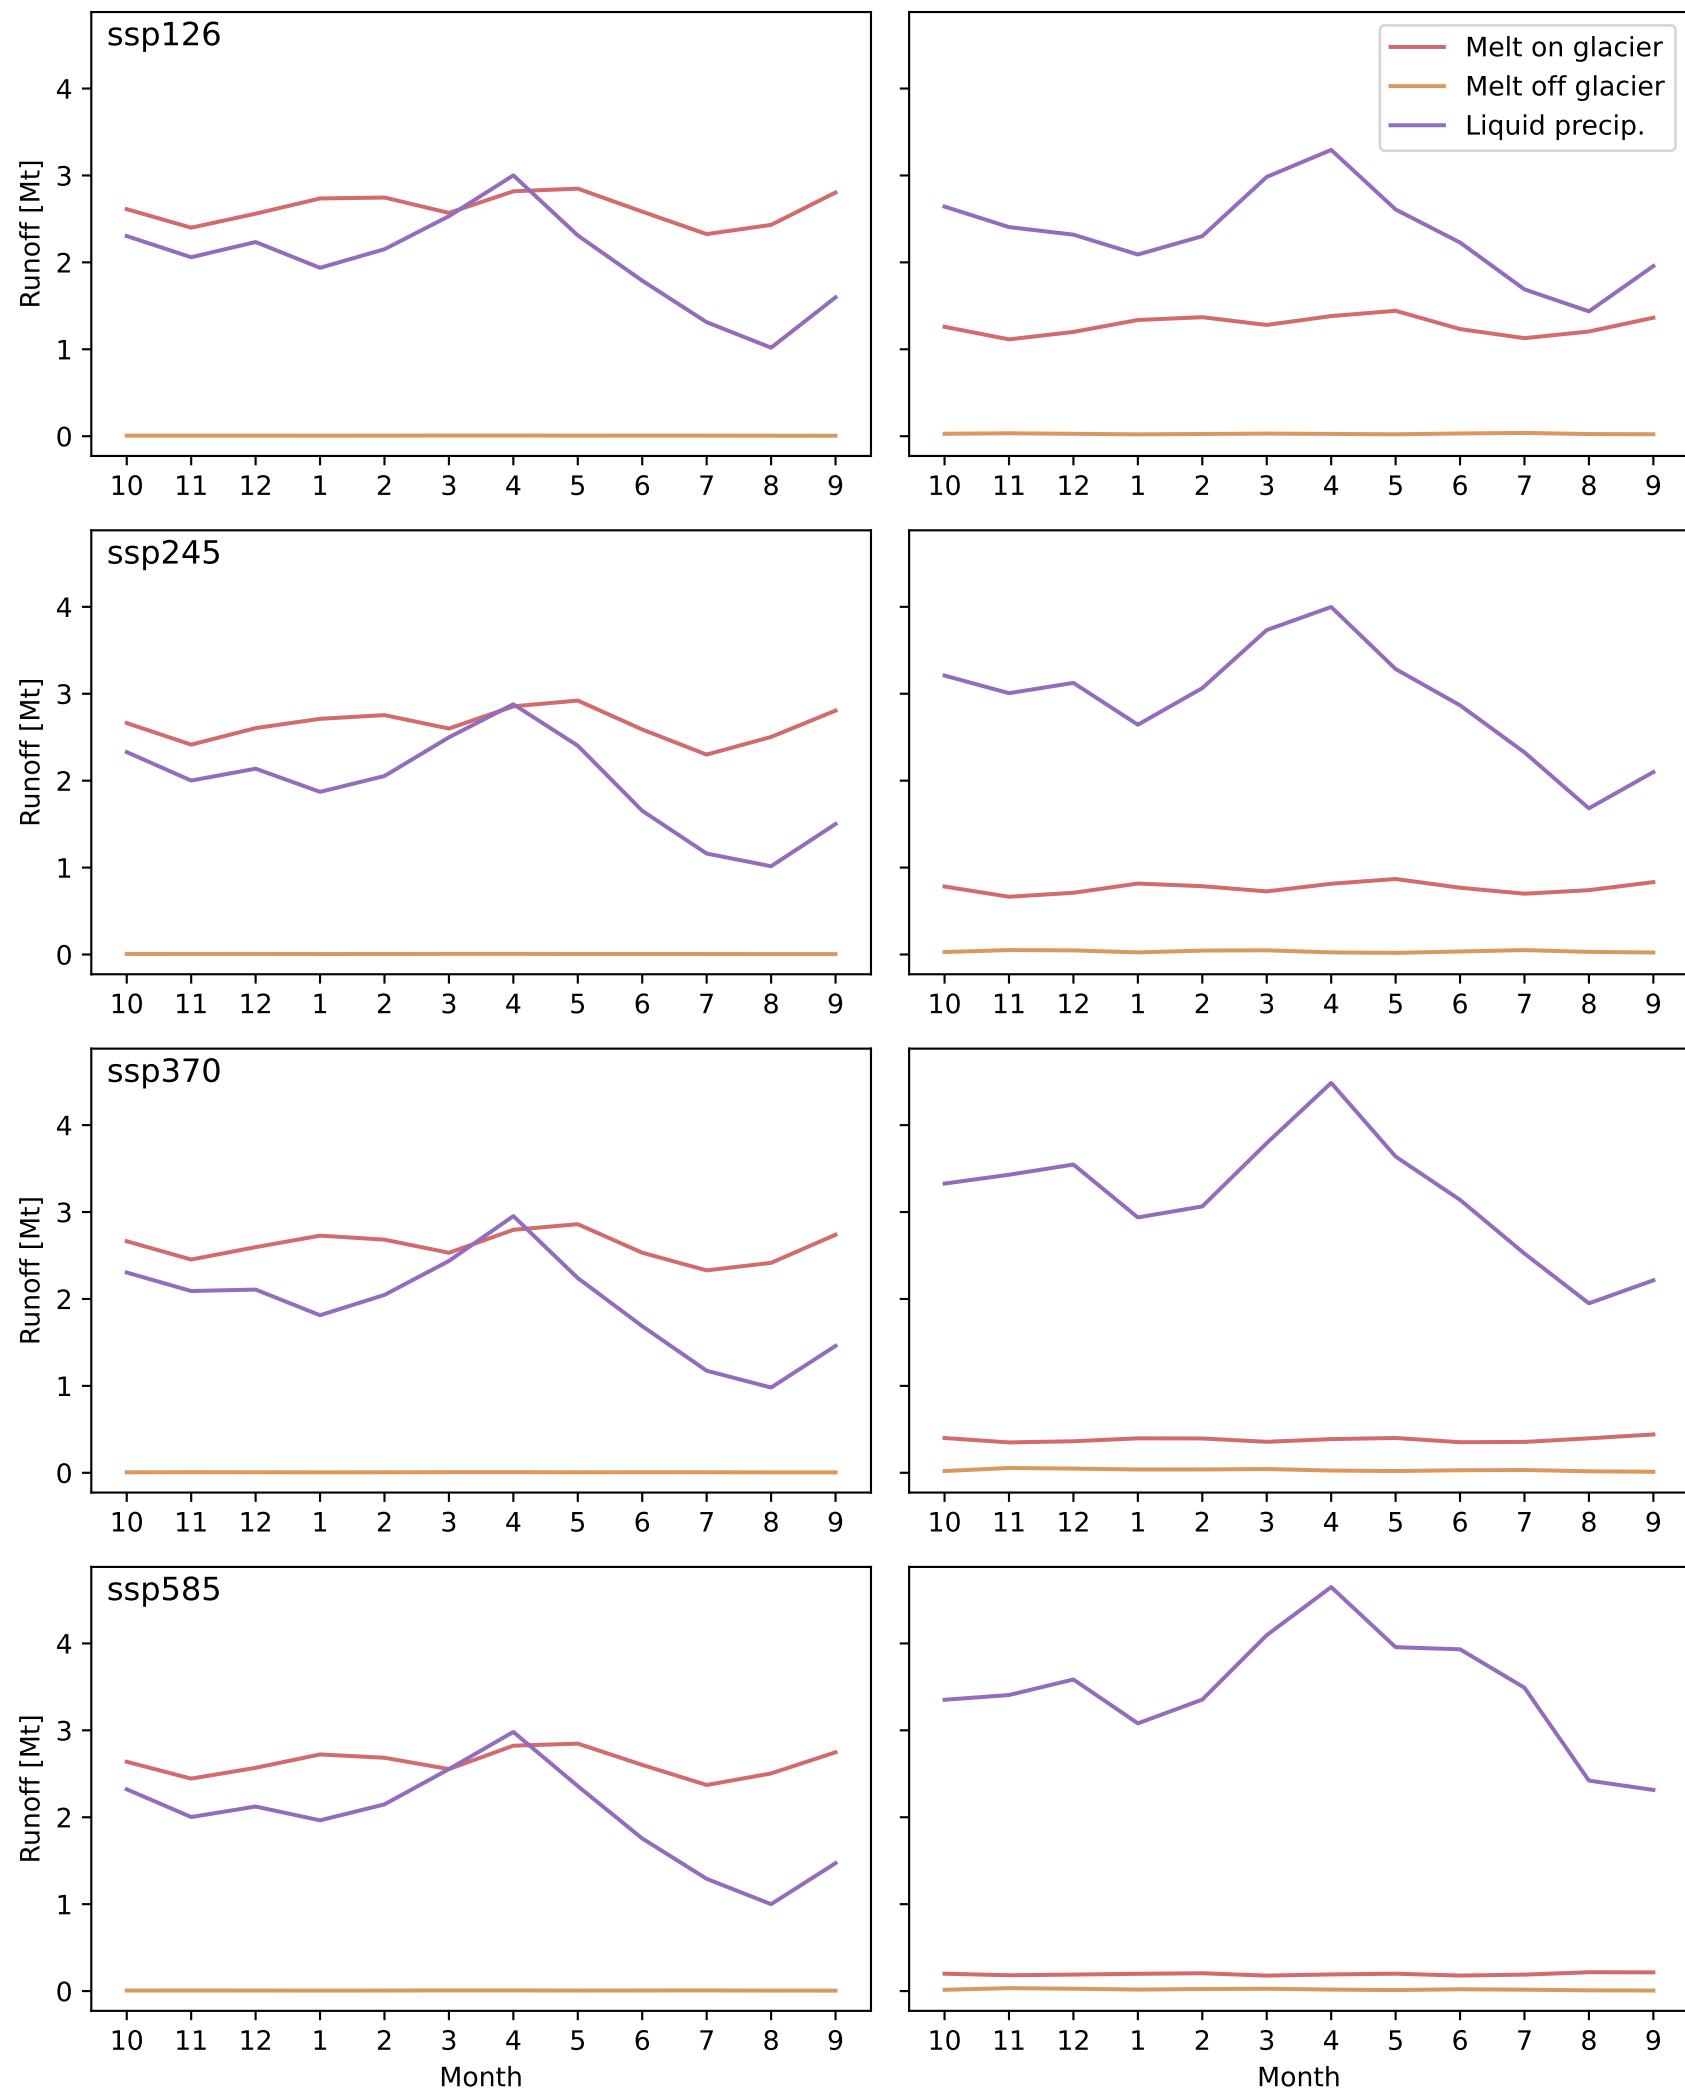 ssp126
Runoff [Mt]
4
3
2
1
0
10 11 12 1 2 3 4 5 6 7 8 9
Melt on glacier
Melt off glacier
Liquid precip.
10 11 12 1 2 3 4 5 6 7 8 9
ssp245
Runoff [Mt]
4
3
2
1
0
10 11 12 1 2 3 4 5 6 7 8 9
10 11 12 1 2 3 4 5 6 7 8 9
ssp370
Runoff [Mt]
4
3
2
1
0
10 11 12 1 2 3 4 5 6 7 8 9
10 11 12 1 2 3 4 5 6 7 8 9
ssp585
Runoff [Mt]
4
3
2
1
0
10 11 12 1 2 3 4 5 6 7 8 9
Month
10 11 12 1 2 3 4 5 6 7 8 9
Month